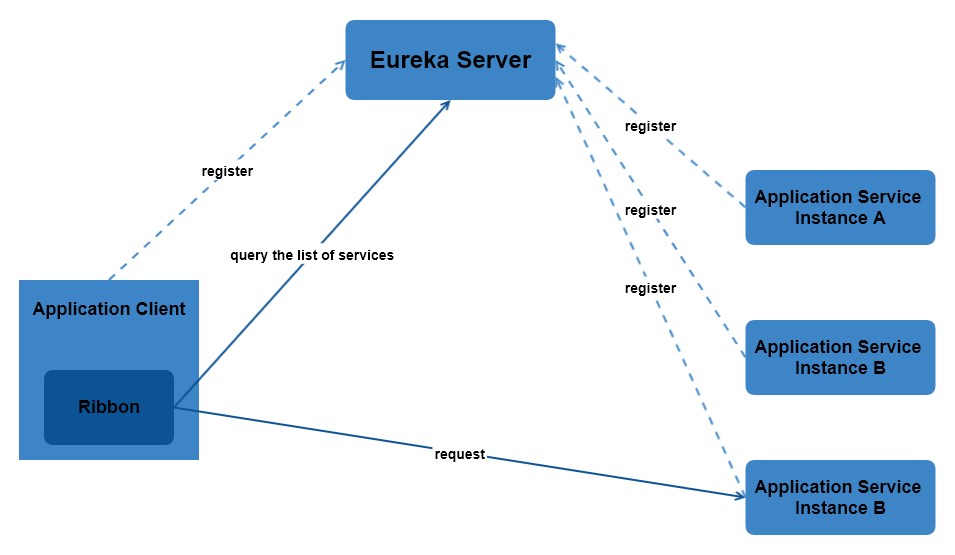 Eureka Server
register
register
Application Service
Instance A
register
query the list of services
register
Application Client
Application Service
Instance B
Ribbon
request
Application Service
Instance B